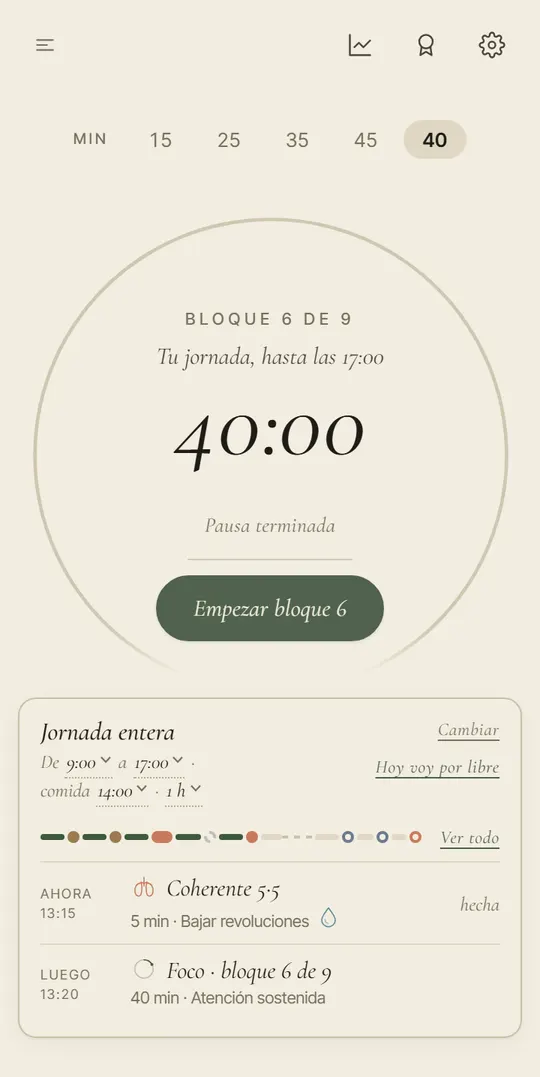 MIN 15 25 35 45 40
BLOQUE 6 DE 9
Tu jornada, hasta las 17:00
40:00
Pausa terminada
Empezar bloque 6
Jornada entera
Cambiar
De 9:00 a 17:00 ·
Hoy voy por libre
comida 14:00 · 1 h
Ver todo
AHORA
13:15
Coherente 5·5
5 min · Bajar revoluciones
hecha
LUEGO
13:20
Foco · bloque 6 de 9
40 min · Atención sostenida